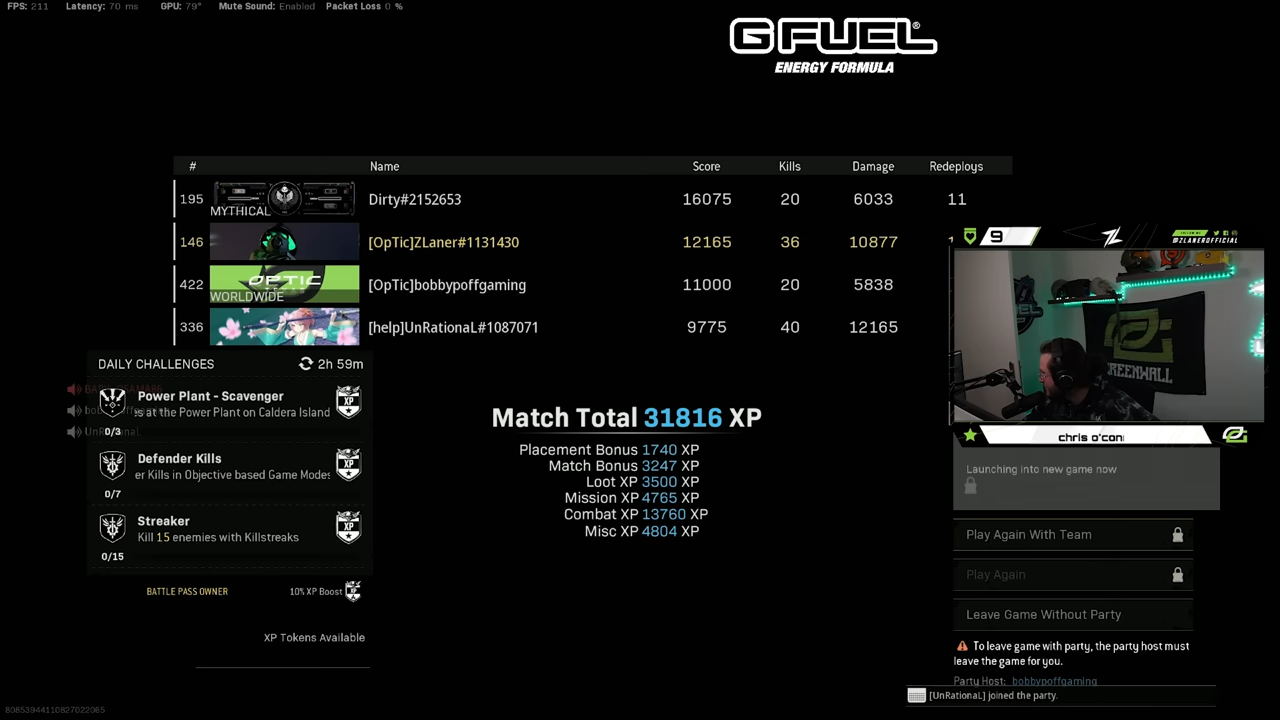 FPS: 211 Latency: 70 ms GPU: 79° Mute Sound: Enabled Packet Loss 0 %
G FUEL®
ENERGY FORMULA
# Name Score Kills Damage Redeploys
195 MYTHICAL Dirty#2152653 16075 20 6033 11
146 [OpTic]ZLaner#1131430 12165 36 10877
422 OPTIC WORLDWIDE [OpTic]bobbypoffgaming 11000 20 5838
336 [help]UnRationaL#1087071 9775 40 12165
9
@ZLANEROFFICIAL
GREENWALL
chris o'con
DAILY CHALLENGES 2h 59m
Power Plant - Scavenger
s at the Power Plant on Caldera Island
0/3
XP
UnRationaL
Defender Kills
er Kills in Objective based Game Modes
0/7
XP
Streaker
Kill 15 enemies with Killstreaks
0/15
XP
BATTLE PASS OWNER 10% XP Boost
XP Tokens Available
Match Total 31816 XP
Placement Bonus 1740 XP
Match Bonus 3247 XP
Loot XP 3500 XP
Mission XP 4765 XP
Combat XP 13760 XP
Misc XP 4804 XP
Launching into new game now
Play Again With Team
Play Again
Leave Game Without Party
To leave game with party, the party host must
leave the game for you.
Party Host: bobbypoffgaming
[UnRationaL] joined the party.
80853944110827022065